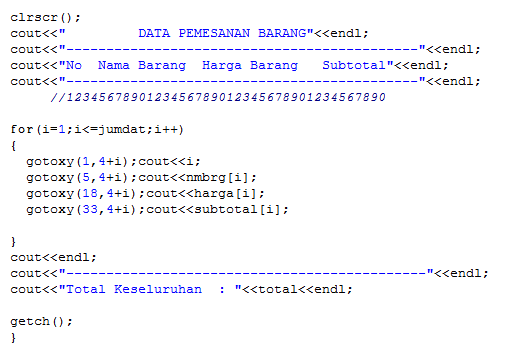 clrscr();
cout<<"         DATA PEMESANAN BARANG"<<endl;
cout<<"--------------------------------------------"<<endl;
cout<<"No  Nama Barang  Harga Barang   Subtotal"<<endl;
cout<<"--------------------------------------------"<<endl;
//1234567890123456789012345678901234567890
for(i=1;i<=jumdat;i++)
{
gotoxy(1,4+i);cout<<i;
gotoxy(5,4+i);cout<<nmbrg[i];
gotoxy(18,4+i);cout<<harga[i];
gotoxy(33,4+i);cout<<subtotal[i];
}
cout<<endl;
cout<<"---------------------------------------------"<<endl;
cout<<"Total Keseluruhan  : "<<total<<endl;
getch();
}